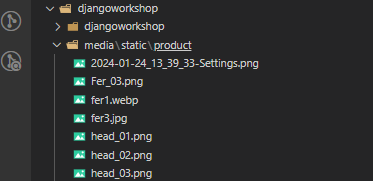 djangoworkshop
djangoworkshop
media\static\product
2024-01-24_13_39_33-Settings.png
Fer_03.png
fer1.webp
fer3.jpg
head_01.png
head_02.png
head_03.png